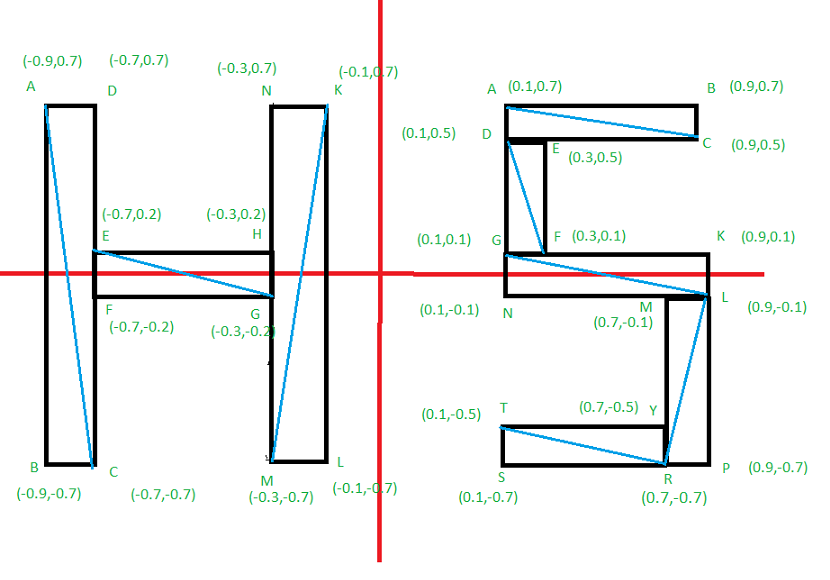 (-0.9,0.7) (-0.7,0.7) (-0.3,0.7) (-0.1,0.7)
A D N K
(-0.7,0.2) (-0.3,0.2)
E H
F G
(-0.7,-0.2) (-0.3,-0.2)
B C M L
(-0.9,-0.7) (-0.7,-0.7) (-0.3,-0.7) (-0.1,-0.7)
A (0.1,0.7) B (0.9,0.7)
(0.1,0.5) D E (0.3,0.5) C (0.9,0.5)
(0.1,0.1) G F (0.3,0.1) K (0.9,0.1)
(0.1,-0.1) N (0.7,-0.1) M L (0.9,-0.1)
(0.1,-0.5) T (0.7,-0.5) Y
S R P (0.9,-0.7)
(0.1,-0.7) (0.7,-0.7)